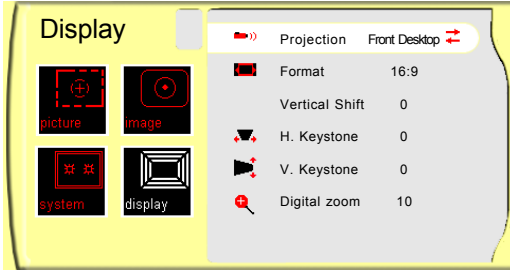 Display
picture
image
system
display
Projection Front Desktop
Format 16:9
Vertical Shift 0
H. Keystone 0
V. Keystone 0
Digital zoom 10